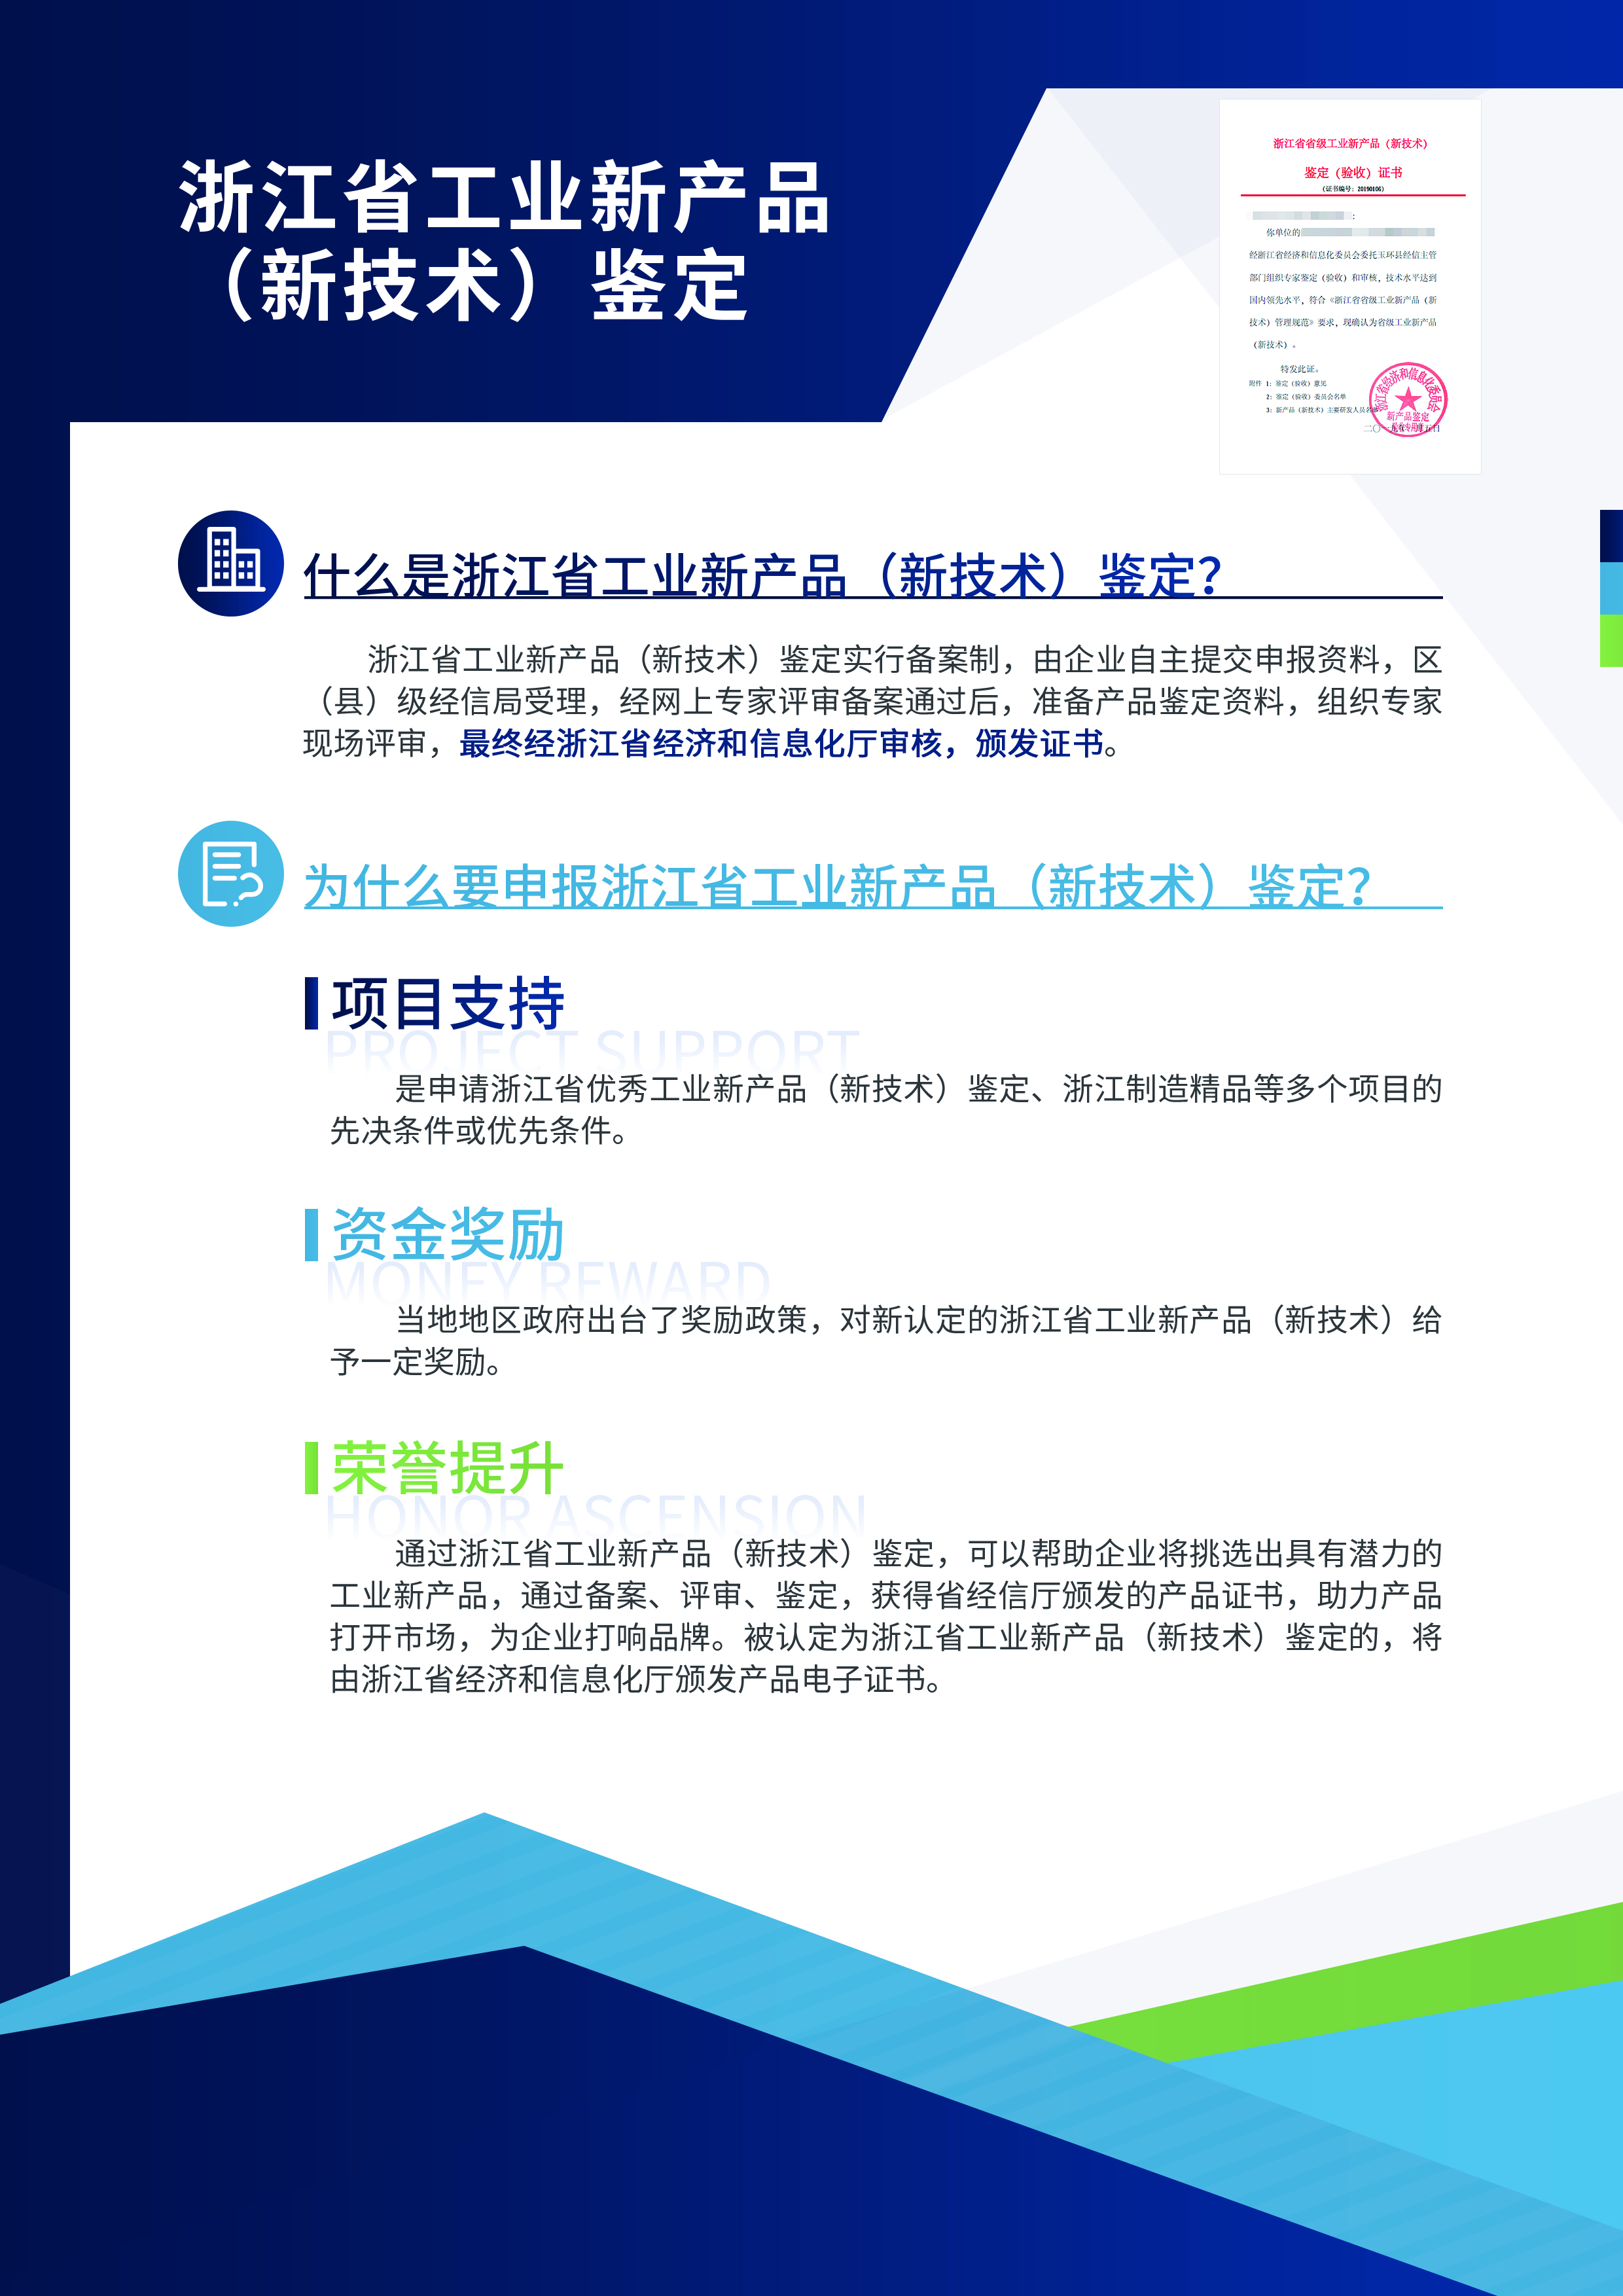 浙江省工业新产品
（新技术）鉴定
浙江省省级工业新产品（新技术）
鉴定（验收）证书
（证书编号：20190106）
：
你单位的
经浙江省经济和信息化委员会委托玉环县经信主管
部门组织专家鉴定（验收）和审核，技术水平达到
国内领先水平，符合《浙江省省级工业新产品（新
技术）管理规范》要求，现确认为省级工业新产品
（新技术）。
特发此证。
附件 1：鉴定（验收）意见
2：鉴定（验收）委员会名单
3：新产品（新技术）主要研发人员名单
浙江省经济和信息化委员会
新产品鉴定
什么是浙江省工业新产品（新技术）鉴定？
浙江省工业新产品（新技术）鉴定实行备案制，由企业自主提交申报资料，区
（县）级经信局受理，经网上专家评审备案通过后，准备产品鉴定资料，组织专家
现场评审，最终经浙江省经济和信息化厅审核，颁发证书。
为什么要申报浙江省工业新产品（新技术）鉴定？
项目支持
PROJECT SUPPORT
是申请浙江省优秀工业新产品（新技术）鉴定、浙江制造精品等多个项目的
先决条件或优先条件。
资金奖励
MONEY REWARD
当地地区政府出台了奖励政策，对新认定的浙江省工业新产品（新技术）给
予一定奖励。
荣誉提升
HONOR ASCENSION
通过浙江省工业新产品（新技术）鉴定，可以帮助企业将挑选出具有潜力的
工业新产品，通过备案、评审、鉴定，获得省经信厅颁发的产品证书，助力产品
打开市场，为企业打响品牌。被认定为浙江省工业新产品（新技术）鉴定的，将
由浙江省经济和信息化厅颁发产品电子证书。